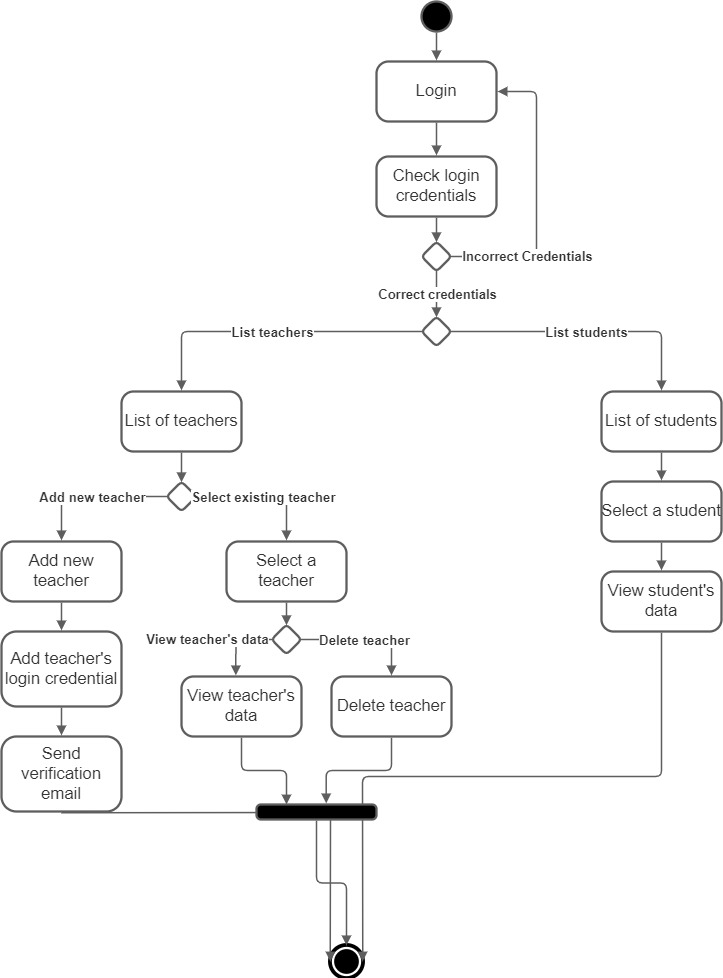 Login
Check login
credentials
Incorrect Credentials
Correct credentials
List teachers
List students
List of teachers
List of students
Add new teacher
Select existing teacher
Select a student
Add new
teacher
Select a
teacher
View student's
data
View teacher's data
Delete teacher
Add teacher's
login credential
View teacher's
data
Delete teacher
Send
verification
email